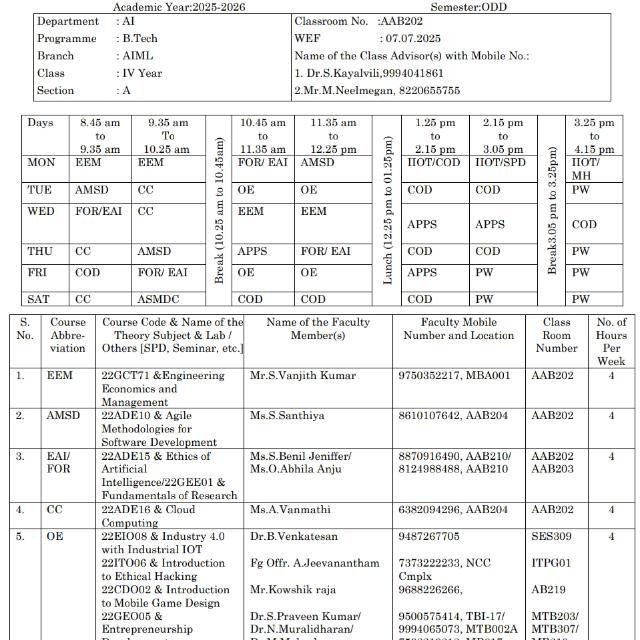 Academic Year:2025-2026 Semester:ODD
Department : AI Classroom No. :AAB202
Programme : B.Tech WEF : 07.07.2025
Branch : AIML Name of the Class Advisor(s) with Mobile No.:
Class : IV Year 1. Dr.S.Kayalvili,9994041861
Section : A 2.Mr.M.Neelmegan, 8220655755
Days 8.45 am to 9.35 am 9.35 am To 10.25 am Break (10.25 am to 10.45am) 10.45 am to 11.35 am 11.35 am to 12.25 pm Lunch (12.25 pm to 01.25pm) 1.25 pm to 2.15 pm 2.15 pm to 3.05 pm Break3.05 pm to 3.25pm) 3.25 pm to 4.15 pm
MON EEM EEM FOR/ EAI AMSD IIOT/COD IIOT/SPD IIOT/ MH
TUE AMSD CC OE OE COD COD PW
WED FOR/EAI CC EEM EEM APPS APPS COD
THU CC AMSD APPS FOR/ EAI COD COD PW
FRI COD FOR/ EAI OE OE APPS PW PW
SAT CC ASMDC COD COD COD PW PW
S. No. Course Abbre-viation Course Code & Name of the Theory Subject & Lab / Others [SPD, Seminar, etc.] Name of the Faculty Member(s) Faculty Mobile Number and Location Class Room Number No. of Hours Per Week
1. EEM 22GCT71 &Engineering Mr.S.Vanjith Kumar 9750352217, MBA001 AAB202 4
Economics and
Management
2. AMSD 22ADE10 & Agile Ms.S.Santhiya 8610107642, AAB204 AAB202 4
Methodologies for
Software Development
3. EAI/ 22ADE15 & Ethics of Ms.S.Benil Jeniffer/ 8870916490, AAB210/ AAB202 4
FOR Artificial Ms.O.Abhila Anju 8124988488, AAB210 AAB203
Intelligence/22GEE01 &
Fundamentals of Research
4. CC 22ADE16 & Cloud Ms.A.Vanmathi 6382094296, AAB204 AAB202 4
Computing
5. OE 22EIO08 & Industry 4.0 Dr.B.Venkatesan 9487267705 SES309 4
with Industrial IOT
22ITO06 & Introduction Fg Offr. A.Jeevanantham 7373222233, NCC ITPG01
to Ethical Hacking Cmplx
22CDO02 & Introduction Mr.Kowshik raja 9688226266, AB219
to Mobile Game Design
22GEO05 & Dr.S.Praveen Kumar/ 9500575414, TBI-17/ MTB203/
Entrepreneurship Dr.N.Muralidharan/ 9994065073, MTB002A MTB307/